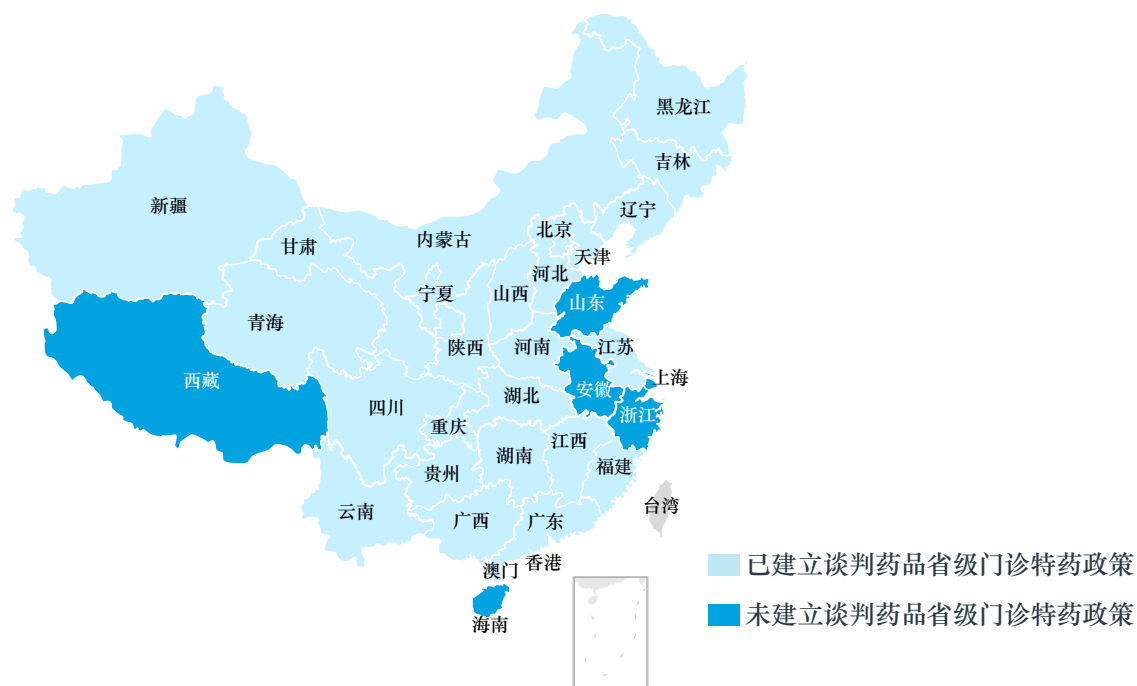 黑龙江
吉林
新疆
辽宁
北京
内蒙古
甘肃
天津
河北
宁夏
山西
山东
青海
陕西
河南
江苏
西藏
上海
安徽
湖北
四川
浙江
重庆
江西
湖南
福建
贵州
台湾
云南
广西
广东
已建立谈判药品省级门诊特药政策
香港
澳门
未建立谈判药品省级门诊特药政策
海南